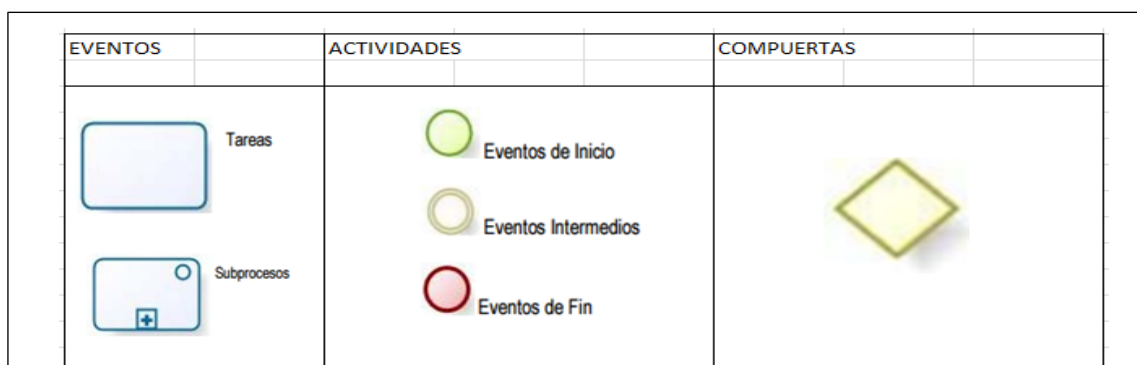 EVENTOS
ACTIVIDADES
COMPUERTAS
Tareas
Subprocesos
Eventos de Inicio
Eventos Intermedios
Eventos de Fin